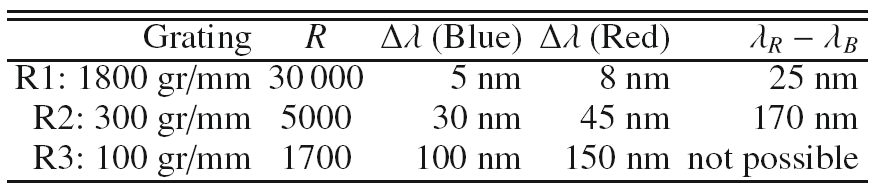 Grating R Δλ (Blue) Δλ (Red) λR − λB
R1: 1800 gr/mm 30 000 5 nm 8 nm 25 nm
R2: 300 gr/mm 5000 30 nm 45 nm 170 nm
R3: 100 gr/mm 1700 100 nm 150 nm not possible